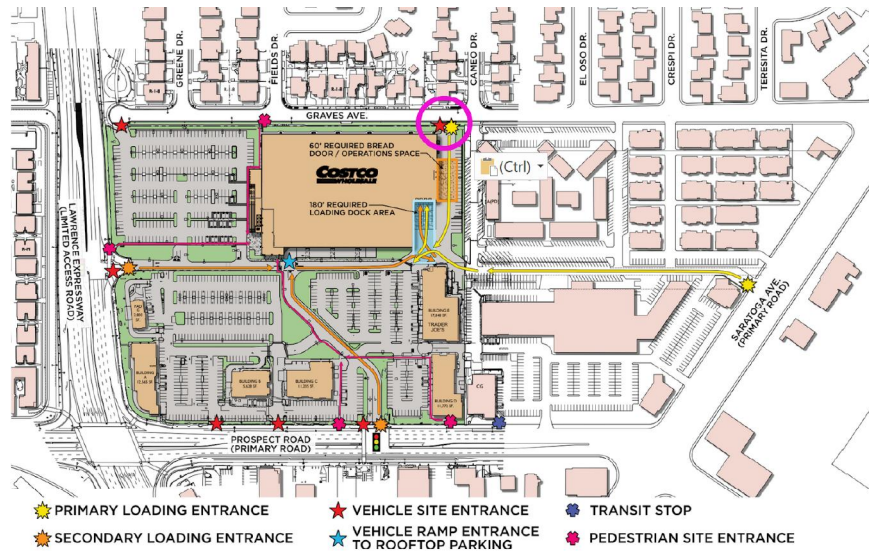 GREENE DR.
FIELDS DR.
CAMEO DR.
EL OSO DR.
CRESPI DR.
TERESITA DR.
GRAVES AVE.
60' REQUIRED BREAD
DOOR / OPERATIONS SPACE
COSTCO
WHOLESALE
(Ctrl)
180' REQUIRED
LOADING DOCK AREA
LAWRENCE EXPRESSWAY
(LIMITED ACCESS ROAD)
SARATOGA AVE.
(PRIMARY ROAD)
BUILDING E
TRADER
JOE'S
BUILDING A
BUILDING B
BUILDING C
BUILDING D
CG
PROSPECT ROAD
(PRIMARY ROAD)
PRIMARY LOADING ENTRANCE
VEHICLE SITE ENTRANCE
TRANSIT STOP
SECONDARY LOADING ENTRANCE
VEHICLE RAMP ENTRANCE
TO ROOFTOP PARKING
PEDESTRIAN SITE ENTRANCE